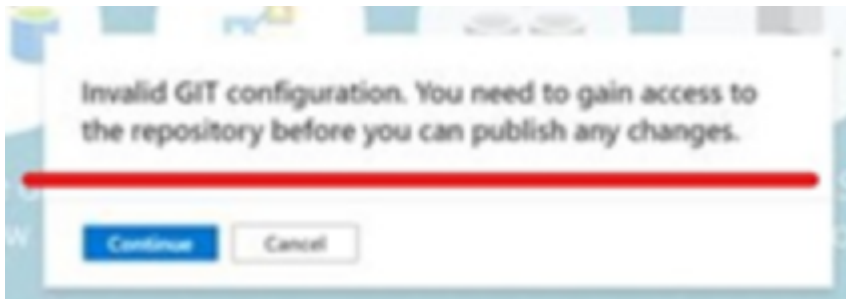 Invalid GIT configuration. You need to gain access to
the repository before you can publish any changes.
Continue
Cancel